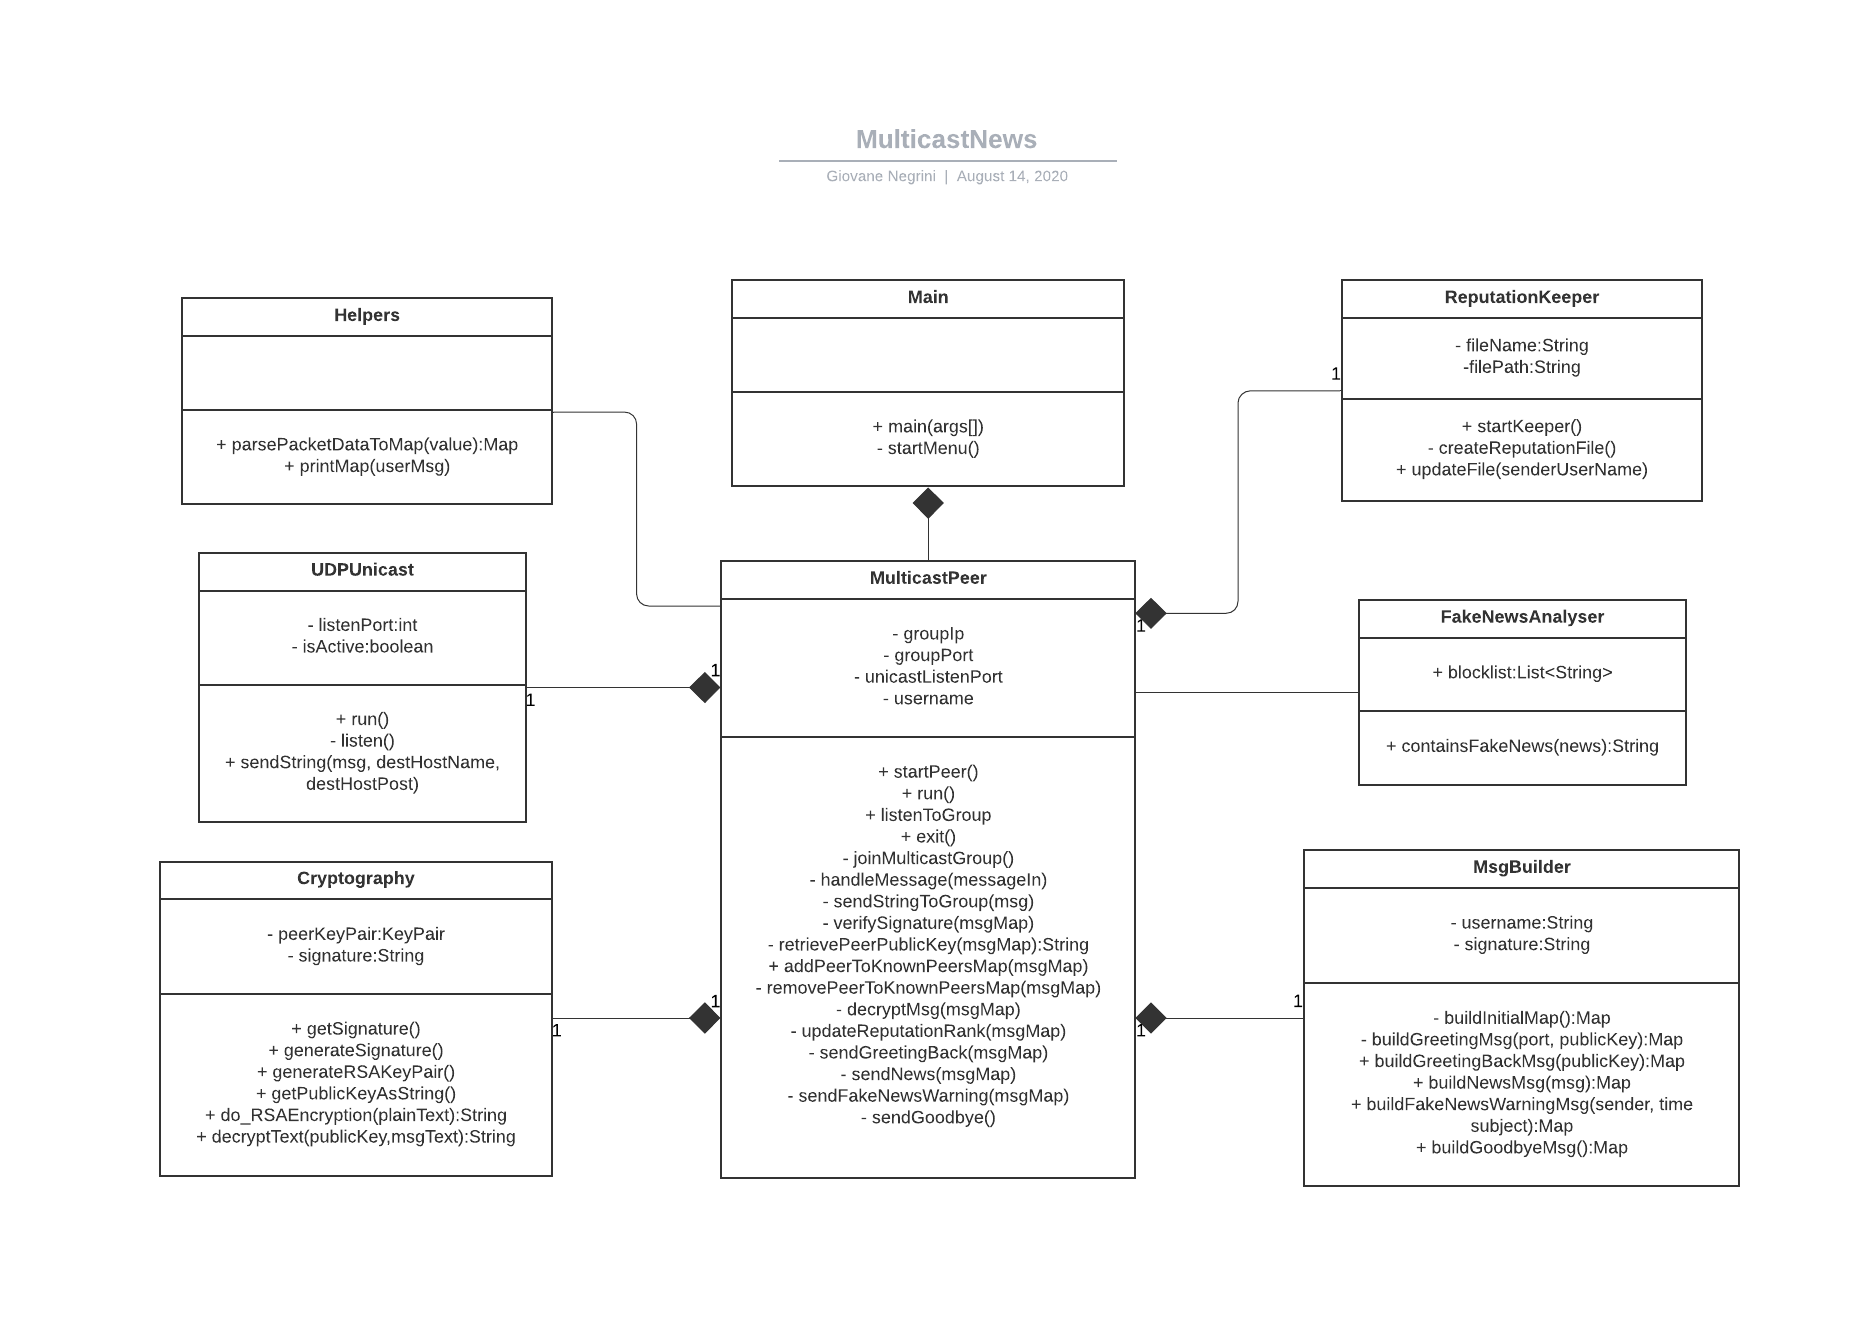 MulticastNews
Giovane Negrini | August 14, 2020
Helpers
+ parsePacketDataToMap(value):Map
+ printMap(userMsg)
Main
+ main(args[])
- startMenu()
ReputationKeeper
- fileName:String
-filePath:String
+ startKeeper()
- createReputationFile()
+ updateFile(senderUserName)
1
1
UDPUnicast
- listenPort:int
- isActive:boolean
+ run()
- listen()
+ sendString(msg, destHostName,
destHostPost)
1
1
MulticastPeer
- groupIp
- groupPort
- unicastListenPort
- username
+ startPeer()
+ run()
+ listenToGroup
+ exit()
- joinMulticastGroup()
- handleMessage(messageIn)
- sendStringToGroup(msg)
- verifySignature(msgMap)
- retrievePeerPublicKey(msgMap):String
+ addPeerToKnownPeersMap(msgMap)
- removePeerToKnownPeersMap(msgMap)
- decryptMsg(msgMap)
- updateReputationRank(msgMap)
- sendGreetingBack(msgMap)
- sendNews(msgMap)
- sendFakeNewsWarning(msgMap)
- sendGoodbye()
FakeNewsAnalyser
+ blocklist:List<String>
+ containsFakeNews(news):String
Cryptography
- peerKeyPair:KeyPair
- signature:String
+ getSignature()
+ generateSignature()
+ generateRSAKeyPair()
+ getPublicKeyAsString()
+ do_RSAEncryption(plainText):String
+ decryptText(publicKey,msgText):String
1
1
MsgBuilder
- username:String
- signature:String
- buildInitialMap():Map
- buildGreetingMsg(port, publicKey):Map
+ buildGreetingBackMsg(publicKey):Map
+ buildNewsMsg(msg):Map
+ buildFakeNewsWarningMsg(sender, time
subject):Map
+ buildGoodbyeMsg():Map
1
1